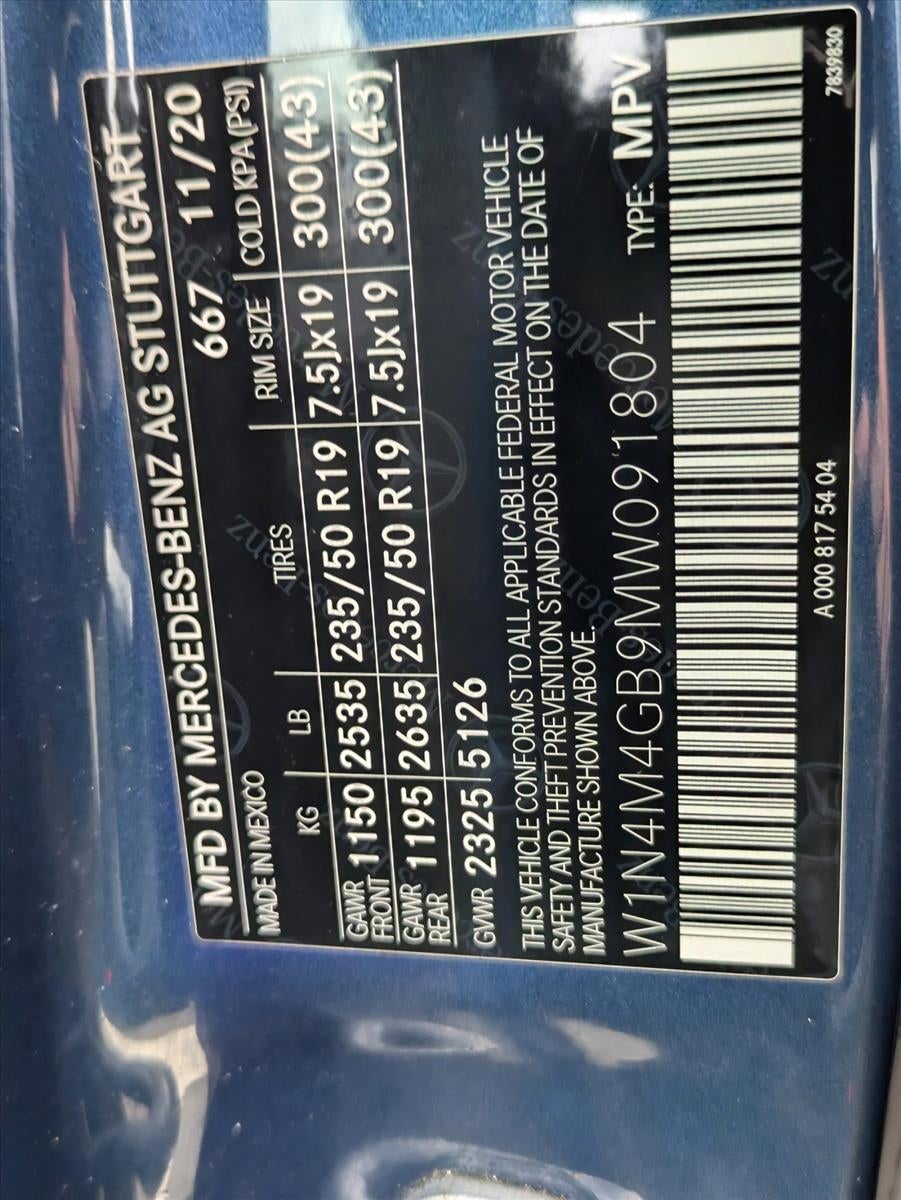 MFD BY MERCEDES-BENZ AG STUTTGART
667 11/20
MADE IN MEXICO
KG LB TIRES RIM SIZE COLD KPA(PSI)
GAWR FRONT 1150 2535 235/50 R19 7.5Jx19 300(43)
GAWR REAR 1195 2635 235/50 R19 7.5Jx19 300(43)
GVWR 2325 5126
THIS VEHICLE CONFORMS TO ALL APPLICABLE FEDERAL MOTOR VEHICLE
SAFETY AND THEFT PREVENTION STANDARDS IN EFFECT ON THE DATE OF
MANUFACTURE SHOWN ABOVE.
W1N4M4GB9MW091804 TYPE: MPV
A 000 817 54 04
7839830